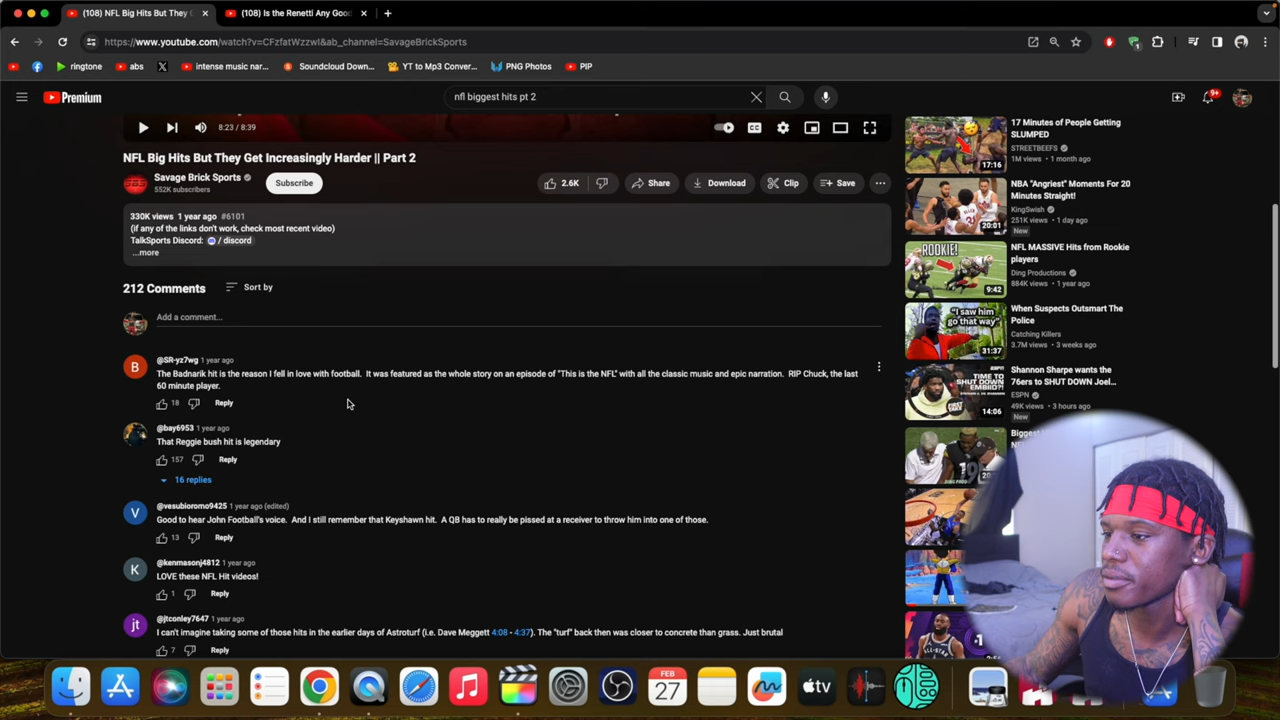 (108) NFL Big Hits But They G
(108) Is the Renetti Any Good
https://www.youtube.com/watch?v=CFzfatWzzwI&ab_channel=SavageBrickSports
ringtone
abs
intense music nar...
Soundcloud Down...
YT to Mp3 Conver...
PNG Photos
PIP
Premium
nfl biggest hits pt 2
9+
8:23 / 8:39
CC
NFL Big Hits But They Get Increasingly Harder || Part 2
Savage Brick Sports
552K subscribers
Subscribe
2.6K
Share
Download
Clip
Save
330K views 1 year ago #6101
(if any of the links don't work, check most recent video)
TalkSports Discord: / discord
...more
212 Comments
Sort by
Add a comment...
B
@SR-yz7wg 1 year ago
The Badnarik hit is the reason I fell in love with football. It was featured as the whole story on an episode of "This is the NFL" with all the classic music and epic narration. RIP Chuck, the last
60 minute player.
18
Reply
@bay6953 1 year ago
That Reggie bush hit is legendary
157
Reply
16 replies
V
@vesubioromo9425 1 year ago (edited)
Good to hear John Football's voice. And I still remember that Keyshawn hit. A QB has to really be pissed at a receiver to throw him into one of those.
13
Reply
K
@kenmasonj4812 1 year ago
LOVE these NFL Hit videos!
1
Reply
jt
@jtconley7647 1 year ago
I can't imagine taking some of those hits in the earlier days of Astroturf (i.e. Dave Meggett 4:08 - 4:37). The "turf" back then was closer to concrete than grass. Just brutal
7
Reply
17 Minutes of People Getting
SLUMPED
STREETBEEFS
1M views • 1 month ago
17:16
NBA "Angriest" Moments For 20
Minutes Straight!
KingSwish
251K views • 1 day ago
New
20:01
ROOKIE!
NFL MASSIVE Hits from Rookie
players
Ding Productions
884K views • 1 year ago
9:42
"I saw him
go that way"
When Suspects Outsmart The
Police
Catching Killers
3.7M views • 3 weeks ago
31:37
TIME TO
SHUT DOWN
Shannon Sharpe wants the
76ers to SHUT DOWN Joel...
ESPN
49K views • 3 hours ago
New
14:06
Biggest
FEB
27
tv